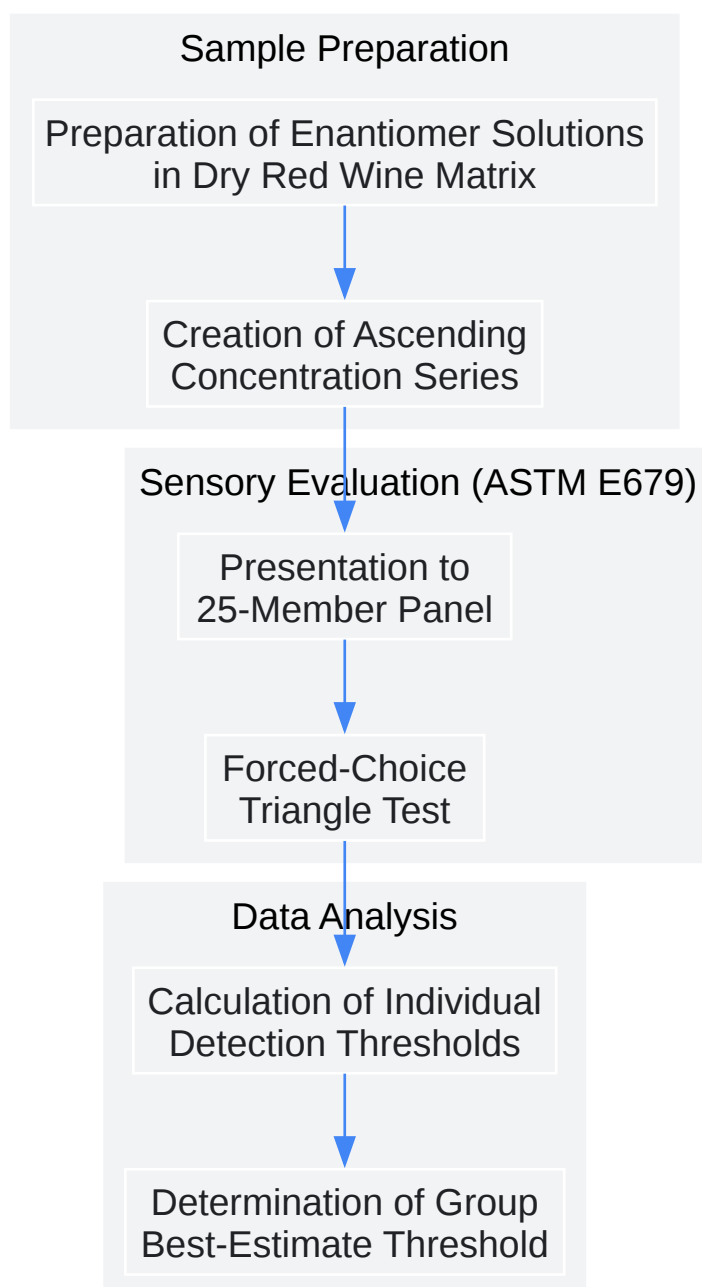 Sample Preparation
Preparation of Enantiomer Solutions
in Dry Red Wine Matrix
Creation of Ascending
Concentration Series
Sensory Evaluation (ASTM E679)
Presentation to
25-Member Panel
Forced-Choice
Triangle Test
Data Analysis
Calculation of Individual
Detection Thresholds
Determination of Group
Best-Estimate Threshold